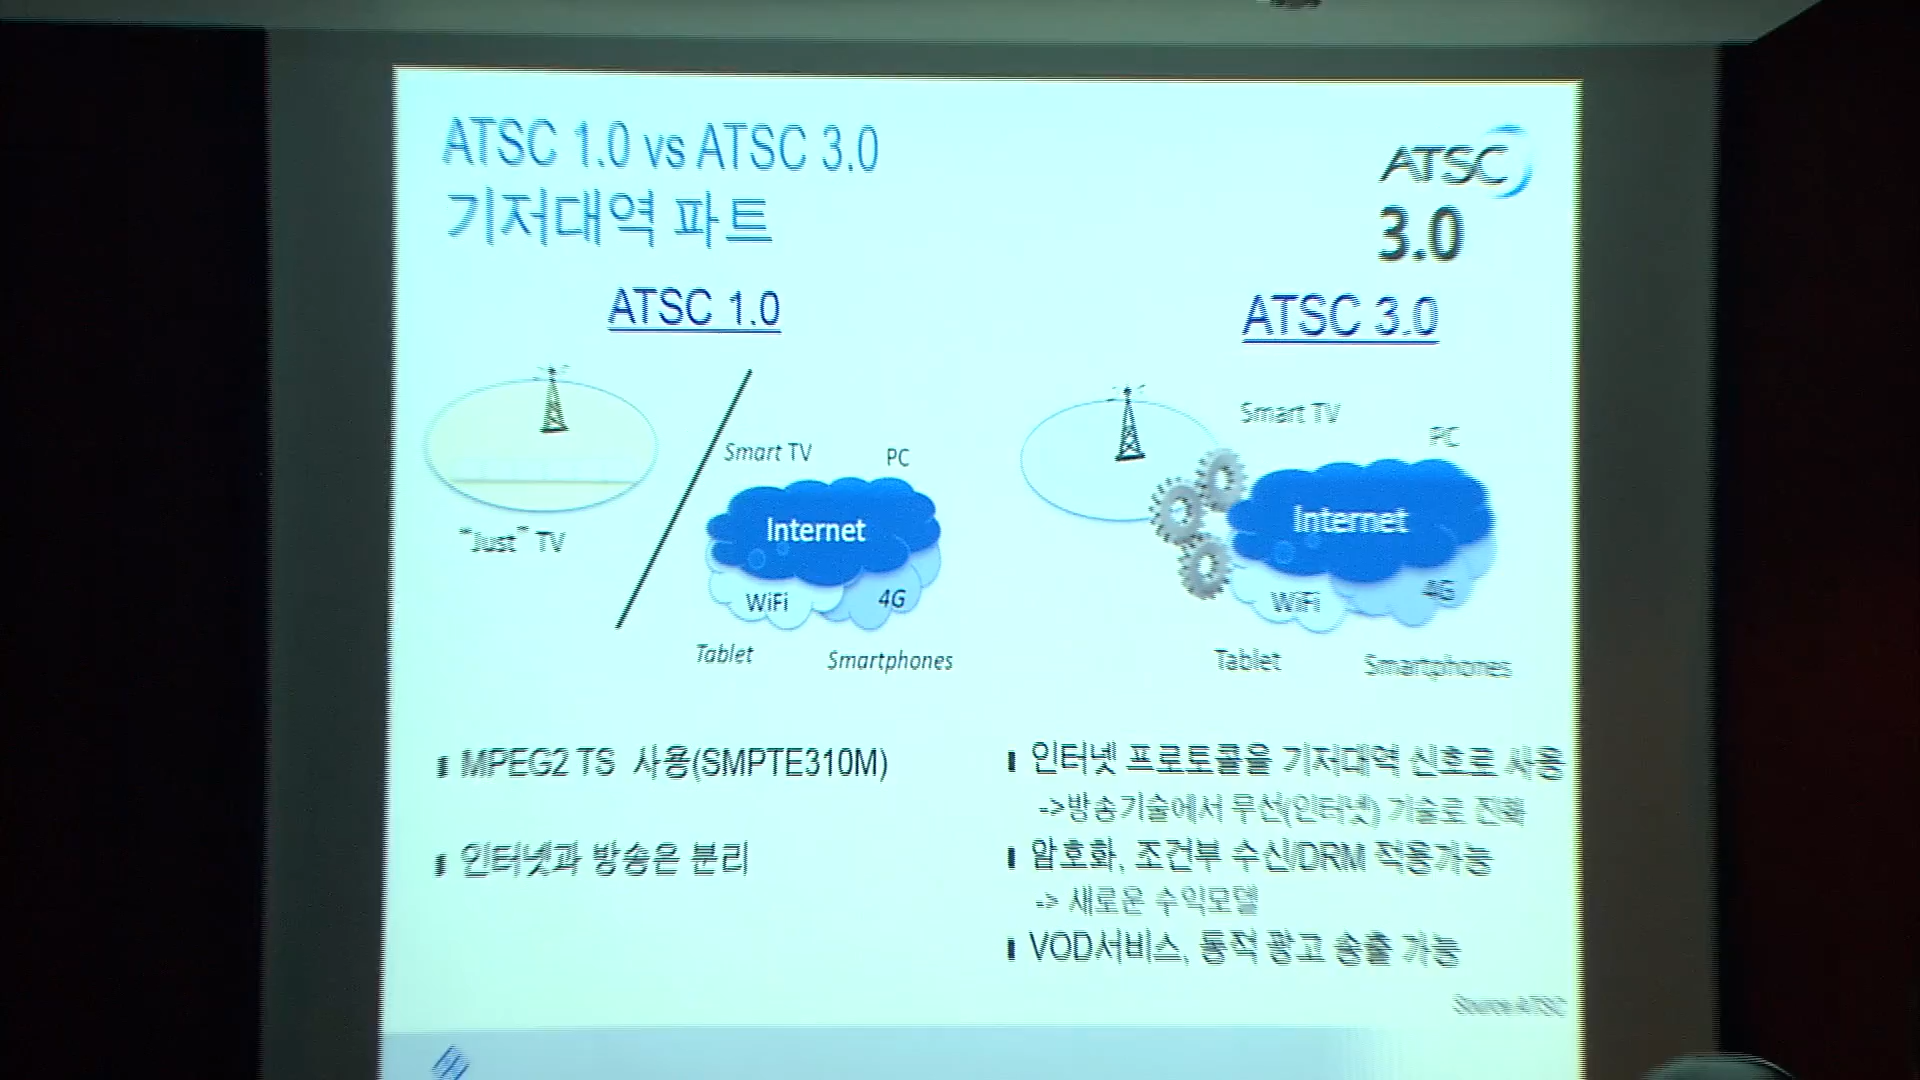 ATSC 1.0 vs ATSC 3.0
기저대역 파트
ATSC
3.0
ATSC 1.0
"Just" TV
Smart TV
PC
Internet
WiFi
4G
Tablet
Smartphones
MPEG2 TS 사용(SMPTE310M)
인터넷과 방송은 분리
ATSC 3.0
Smart TV
PC
Internet
WiFi
4G
Tablet
Smartphones
인터넷 프로토콜을 기저대역 신호로 사용
->방송기술에서 무선(인터넷) 기술로 진화
암호화, 조건부 수신/DRM 적용가능
-> 새로운 수익모델
VOD서비스, 동적 광고 송출 가능
Source:ATSC